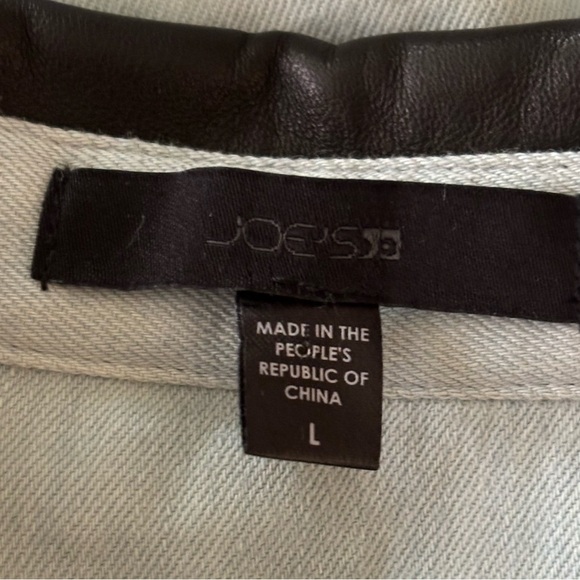 JOE'S
MADE IN THE
PEOPLE'S
REPUBLIC OF
CHINA
L